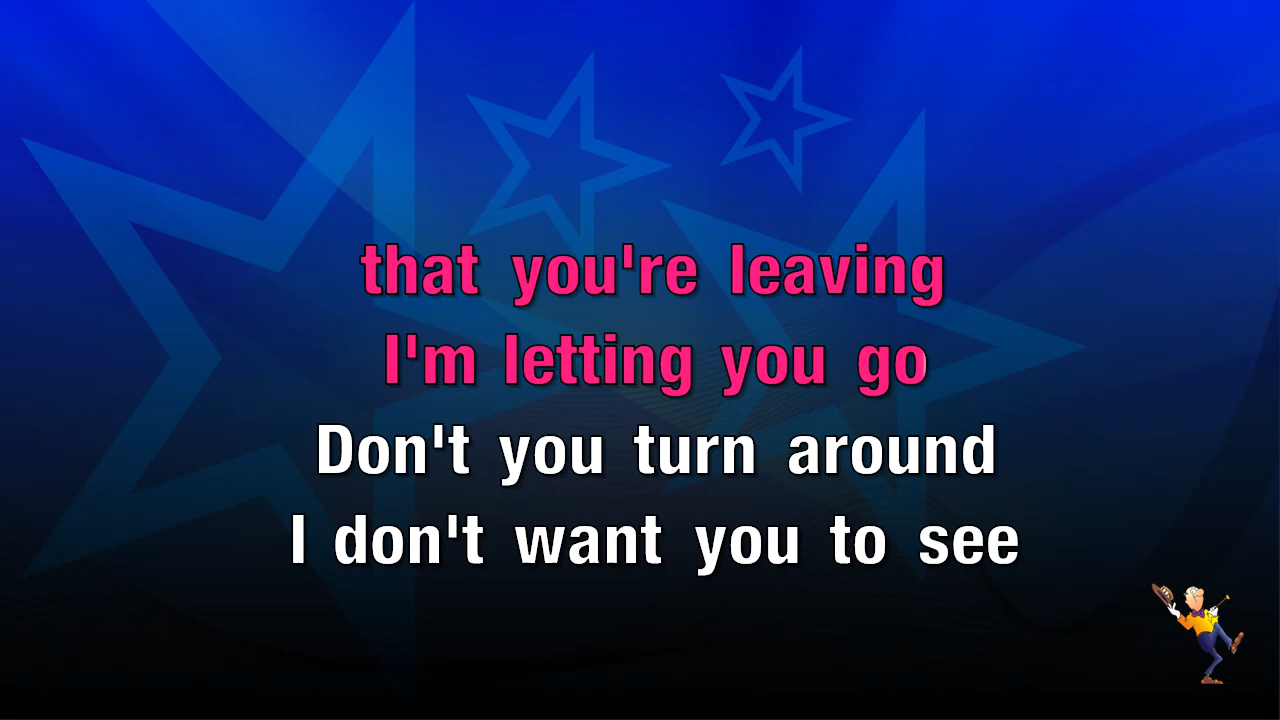 that you're leaving
I'm letting you go
Don't you turn around
I don't want you to see